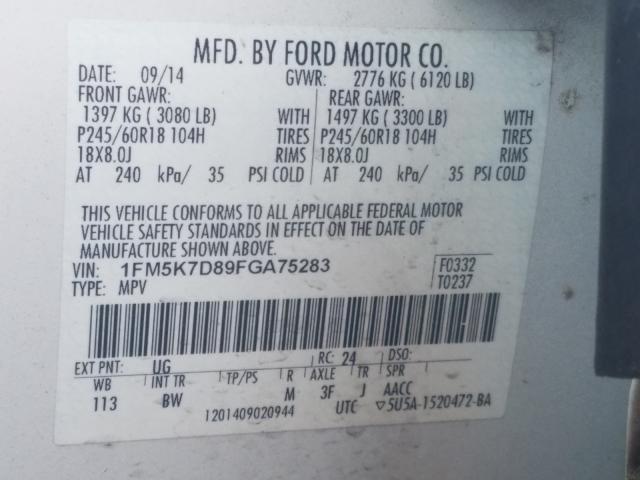 MFD. BY FORD MOTOR CO.
DATE: 09/14 GVWR: 2776 KG ( 6120 LB)
FRONT GAWR: REAR GAWR:
1397 KG ( 3080 LB) WITH 1497 KG ( 3300 LB) WITH
P245/60R18 104H TIRES P245/60R18 104H TIRES
18X8.0J RIMS 18X8.0J RIMS
AT 240 kPa/ 35 PSI COLD AT 240 kPa/ 35 PSI COLD
THIS VEHICLE CONFORMS TO ALL APPLICABLE FEDERAL MOTOR
VEHICLE SAFETY STANDARDS IN EFFECT ON THE DATE OF
MANUFACTURE SHOWN ABOVE.
VIN: 1FM5K7D89FGA75283 F0332
TYPE: MPV T0237
EXT PNT: UG RC: 24 DSO:
WB INT TR TP/PS R AXLE TR SPR
113 BW M 3F J AACC
1201409020944 UTC ▽5U5A-1520472-BA